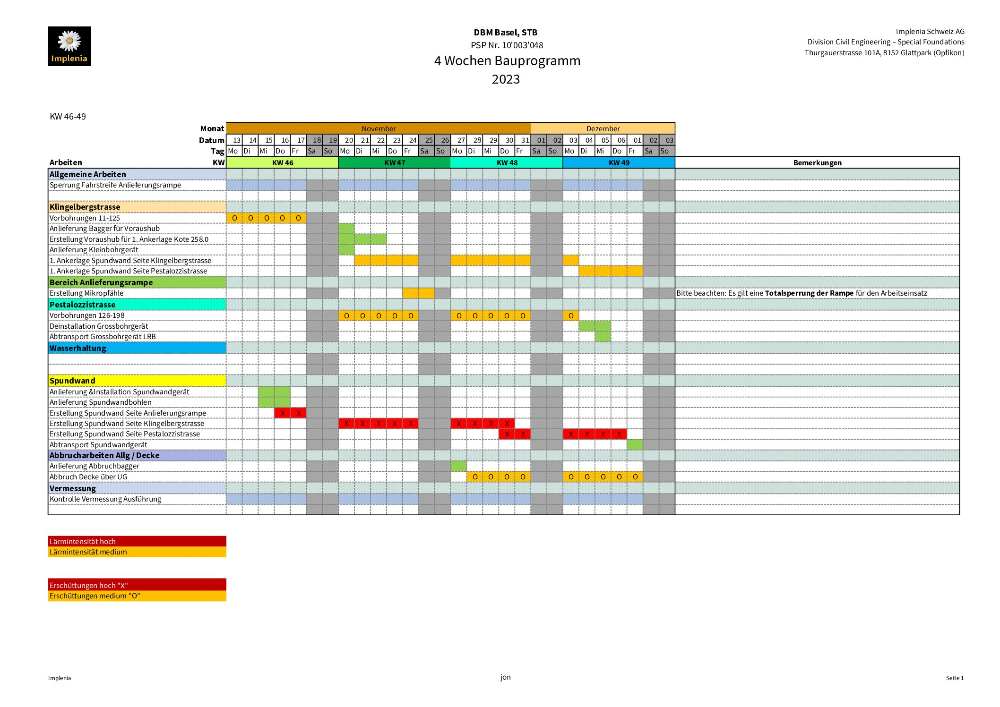 Implenia
DBM Basel, STB
PSP Nr. 10'003'048
4 Wochen Bauprogramm
2023
Implenia Schweiz AG
Division Civil Engineering – Special Foundations
Thurgauerstrasse 101A, 8152 Glattpark (Opfikon)
KW 46-49
Monat November Dezember
Datum 13 14 15 16 17 18 19 20 21 22 23 24 25 26 27 28 29 30 31 01 02 03 04 05 06 01 02 03
Tag Mo Di Mi Do Fr Sa So Mo Di Mi Do Fr Sa So Mo Di Mi Do Fr Sa So Mo Di Mi Do Fr Sa So
Arbeiten KW KW 46 KW 47 KW 48 KW 49 Bemerkungen
Allgemeine Arbeiten
Sperrung Fahrstreife Anlieferungsrampe
Klingelbergstrasse
Vorbohrungen 11-125 O O O O O
Anlieferung Bagger für Voraushub
Erstellung Voraushub für 1. Ankerlage Kote 258.0
Anlieferung Kleinbohrgerät
1. Ankerlage Spundwand Seite Klingelbergstrasse
1. Ankerlage Spundwand Seite Pestalozzistrasse
Bereich Anlieferungsrampe
Erstellung Mikropfähle Bitte beachten: Es gilt eine Totalsperrung der Rampe für den Arbeitseinsatz
Pestalozzistrasse
Vorbohrungen 126-198 O O O O O O O O O O O
Deinstallation Grossbohrgerät
Abtransport Grossbohrgerät LRB
Wasserhaltung
Spundwand
Anlieferung &Installation Spundwandgerät
Anlieferung Spundwandbohlen
Erstellung Spundwand Seite Anlieferungsrampe X X
Erstellung Spundwand Seite Klingelbergstrasse X X X X X X X X X
Erstellung Spundwand Seite Pestalozzistrasse X X X X X X
Abtransport Spundwandgerät
Abbrucharbeiten Allg / Decke
Anlieferung Abbruchbagger
Abbruch Decke über UG O O O O O O O O O
Vermessung
Kontrolle Vermessung Ausführung
Lärmintensität hoch
Lärmintensität medium
Erschüttungen hoch "X"
Erschüttungen medium "O"
Implenia jon Seite 1